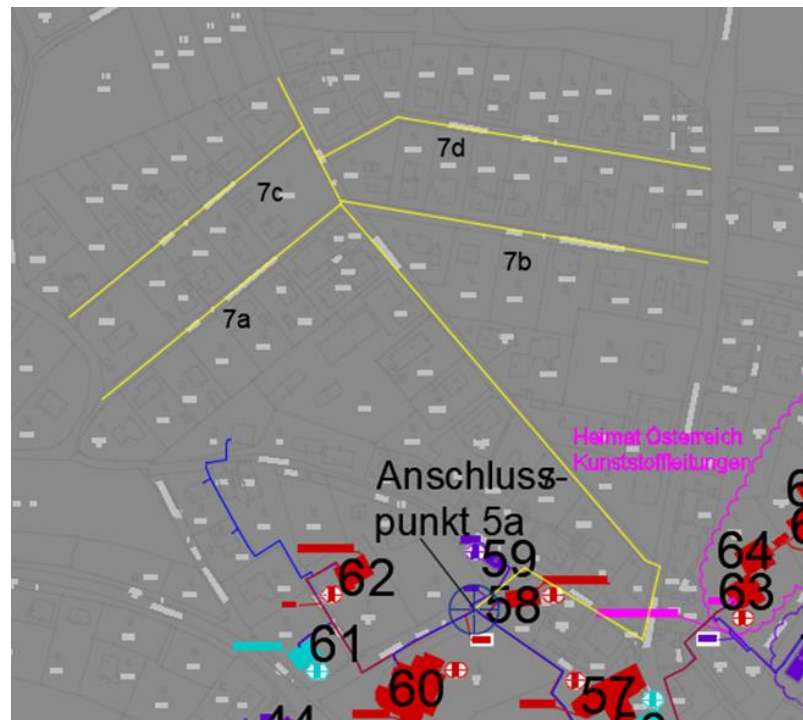 7d
7c
7b
7a
Heimat Österreich
Kunststoffleitungen
Anschluss-
punkt 5a
59
62
58
64
63
61
60
57